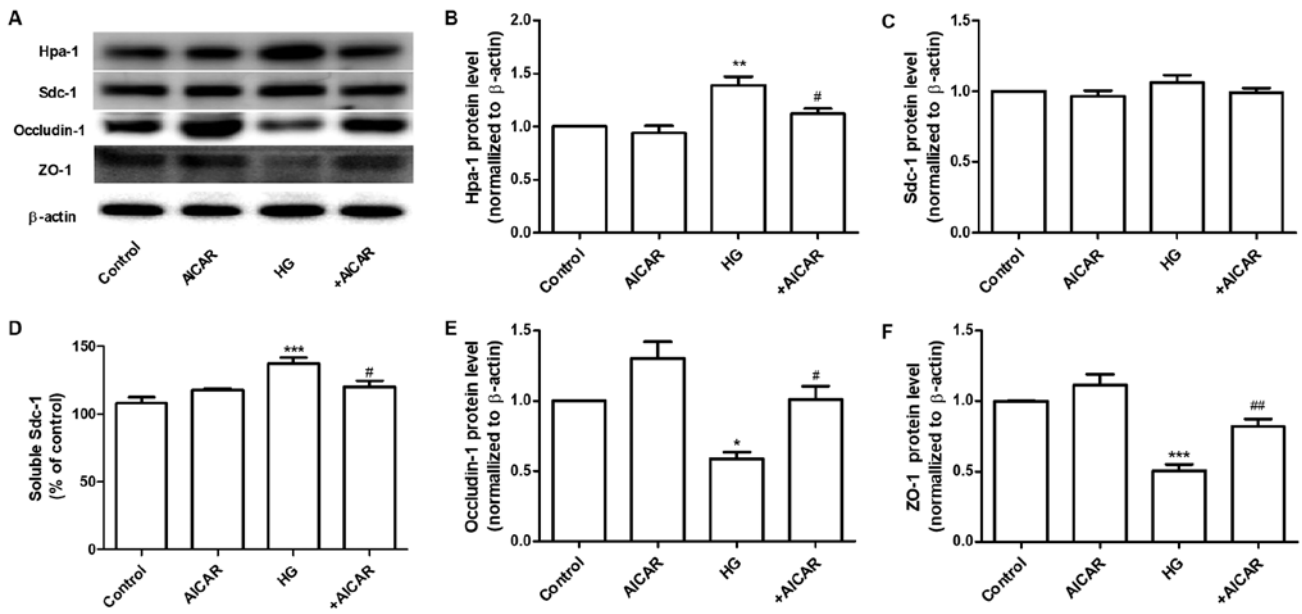 A
Hpa-1
Sdc-1
Occludin-1
ZO-1
β-actin
Control
AICAR
HG
+AICAR
B
Hpa-1 protein level
(normallized to β-actin)
2.0
1.5
1.0
0.5
0.0
**
#
Control
AICAR
HG
+AICAR
C
Sdc-1 protein level
(normallized to β-actin)
1.5
1.0
0.5
0.0
Control
AICAR
HG
+AICAR
D
Soluble Sdc-1
(% of control)
150
100
50
0
***
#
Control
AICAR
HG
+AICAR
E
Occludin-1 protein level
(normallized to β-actin)
1.5
1.0
0.5
0.0
*
#
Control
AICAR
HG
+AICAR
F
ZO-1 protein level
(normallized to β-actin)
1.5
1.0
0.5
0.0
***
##
Control
AICAR
HG
+AICAR